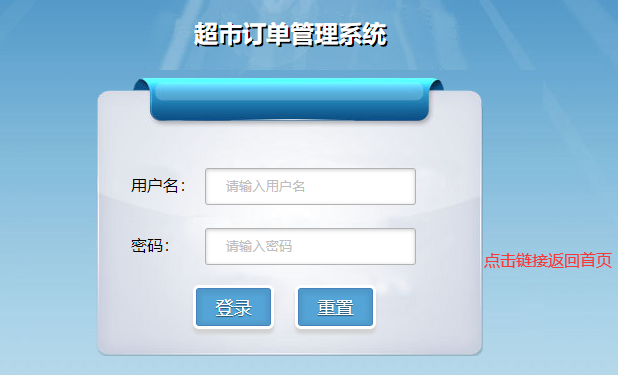 超市订单管理系统
用户名：
请输入用户名
密码：
请输入密码
点击链接返回首页
登录
重置